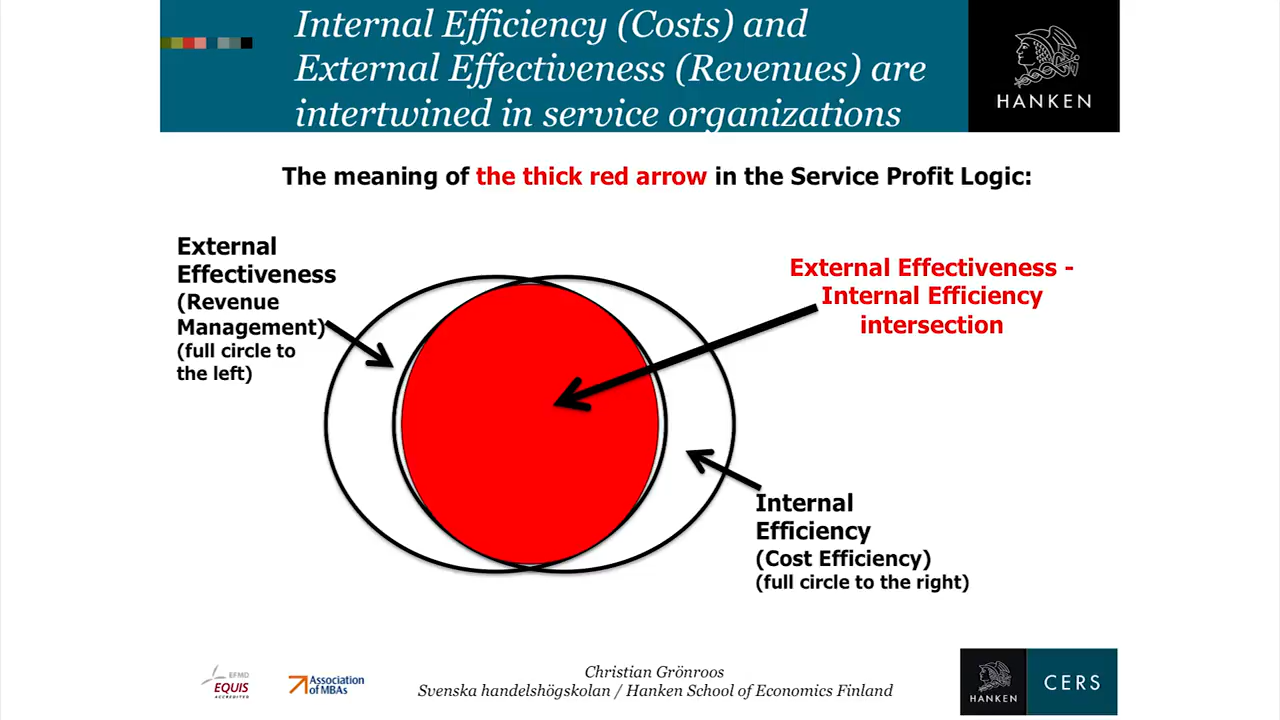 Internal Efficiency (Costs) and
External Effectiveness (Revenues) are
intertwined in service organizations
HANKEN
The meaning of the thick red arrow in the Service Profit Logic:
External
Effectiveness
(Revenue
Management)
(full circle to
the left)
External Effectiveness -
Internal Efficiency
intersection
Internal
Efficiency
(Cost Efficiency)
(full circle to the right)
EFMD
EQUIS
ACCREDITED
Association
of MBAs
Christian Grönroos
Svenska handelshögskolan / Hanken School of Economics Finland
HANKEN
CERS